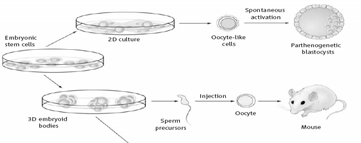 Embryonic
stem cells
2D culture
Oocyte-like
cells
Spontaneous
activation
Parthenogenetic
blastocysts
3D embryoid
bodies
Sperm
precursors
Injection
Oocyte
Mouse